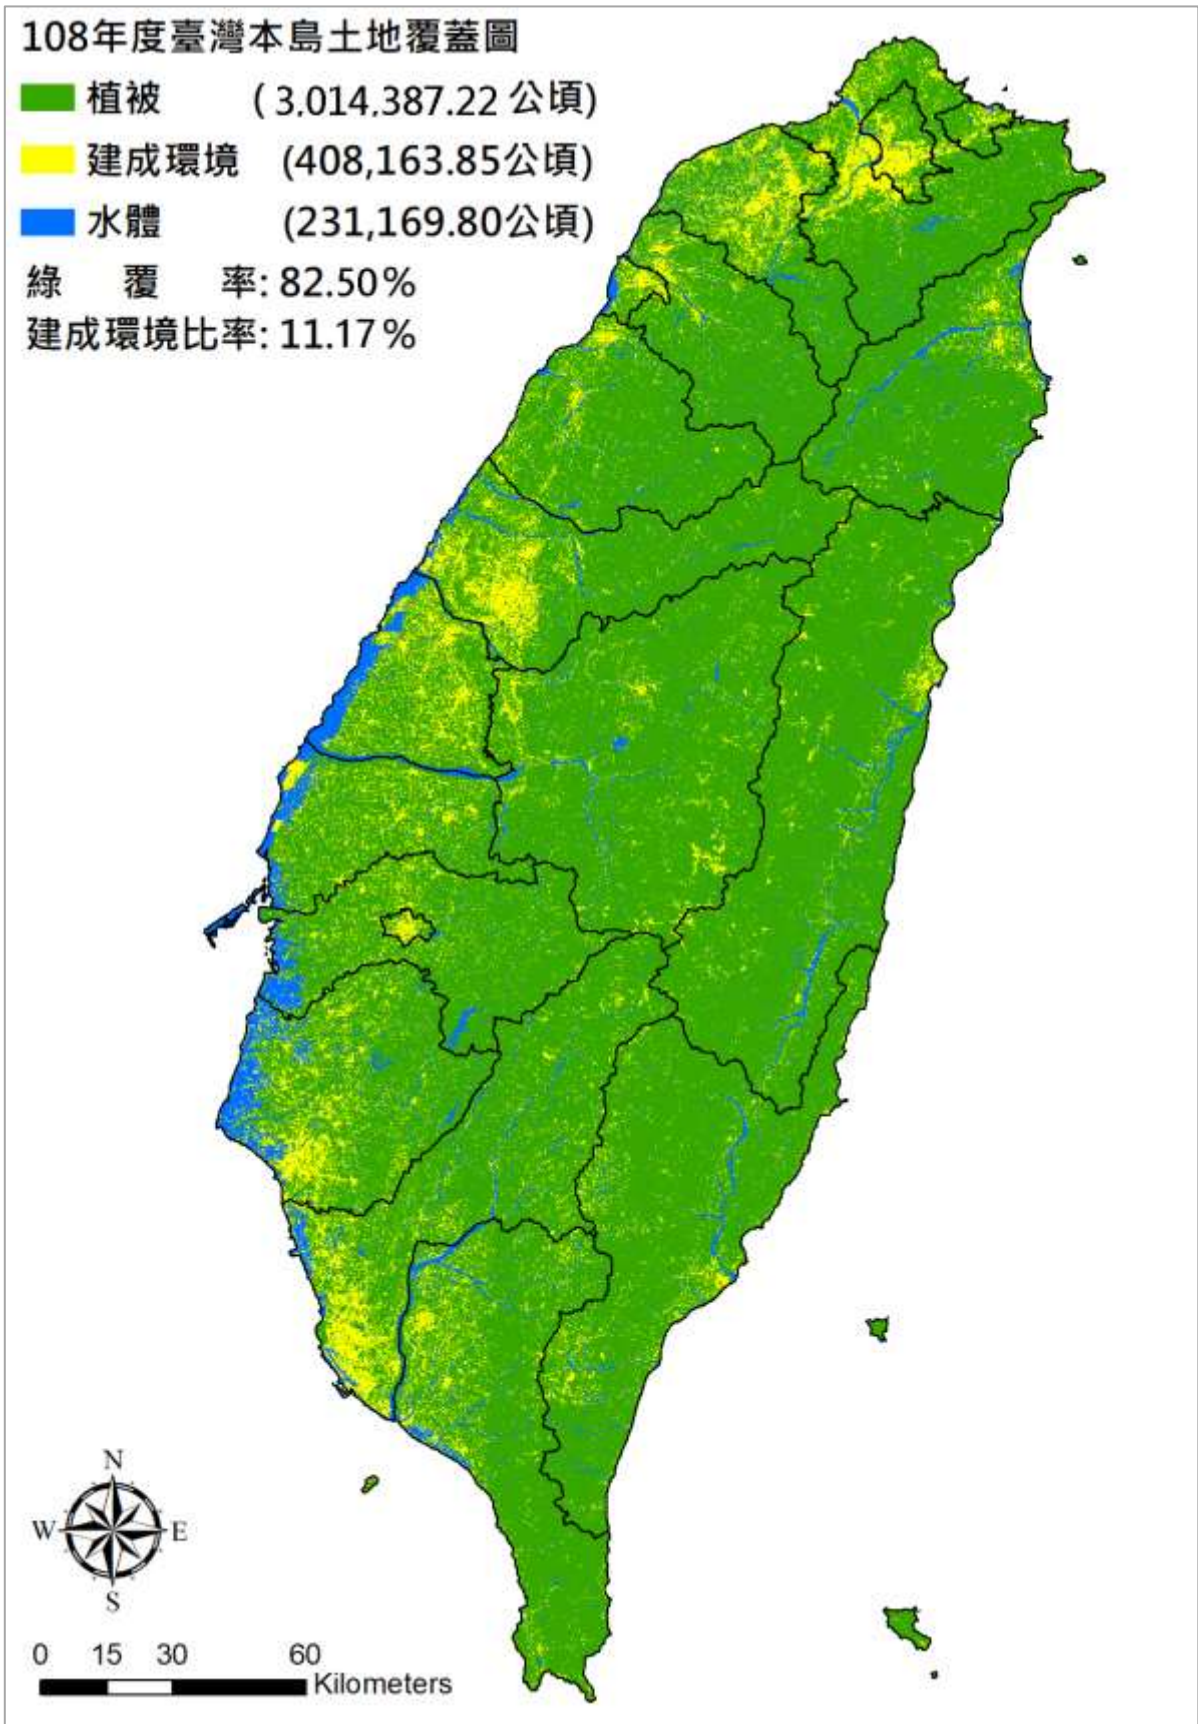 108年度臺灣本島土地覆蓋圖
植被 ( 3,014,387.22 公頃)
建成環境 (408,163.85公頃)
水體 (231,169.80公頃)
綠 覆 率: 82.50%
建成環境比率: 11.17%
N
W E
S
0 15 30 60
Kilometers